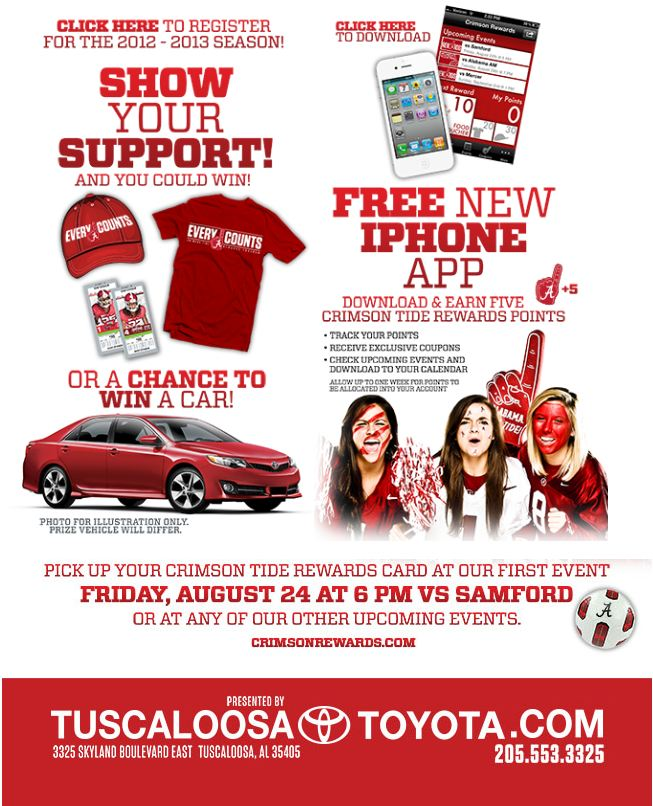 CLICK HERE TO REGISTER
FOR THE 2012 - 2013 SEASON!
SHOW
YOUR
SUPPORT!
AND YOU COULD WIN!
EVERY A COUNTS
EVERY A COUNTS
OR A CHANCE TO
WIN A CAR!
PHOTO FOR ILLUSTRATION ONLY.
PRIZE VEHICLE WILL DIFFER.
CLICK HERE
TO DOWNLOAD
Crimson Rewards
Upcoming Events
vs Samford
vs Alabama AM
vs Mercer
Reward
My Points
10
0
20
30
FOOD
FREE NEW
IPHONE
APP
A +5
DOWNLOAD & EARN FIVE
CRIMSON TIDE REWARDS POINTS
• TRACK YOUR POINTS
• RECEIVE EXCLUSIVE COUPONS
• CHECK UPCOMING EVENTS AND
DOWNLOAD TO YOUR CALENDAR
ALLOW UP TO ONE WEEK FOR POINTS TO
BE ALLOCATED INTO YOUR ACCOUNT
PICK UP YOUR CRIMSON TIDE REWARDS CARD AT OUR FIRST EVENT
FRIDAY, AUGUST 24 AT 6 PM VS SAMFORD
OR AT ANY OF OUR OTHER UPCOMING EVENTS.
A
CRIMSONREWARDS.COM
PRESENTED BY
TUSCALOOSA TOYOTA.COM
3325 SKYLAND BOULEVARD EAST TUSCALOOSA, AL 35405
205.553.3325